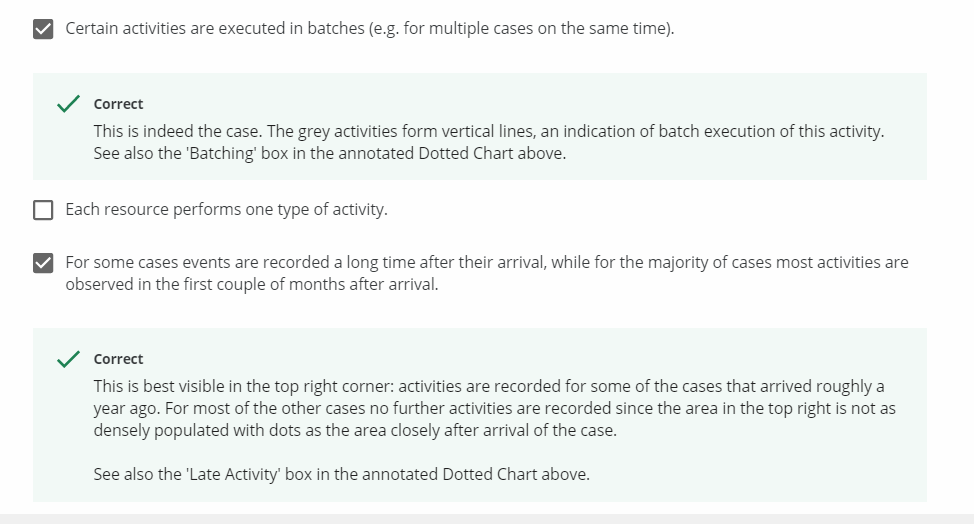 Certain activities are executed in batches (e.g. for multiple cases on the same time).
Correct
This is indeed the case. The grey activities form vertical lines, an indication of batch execution of this activity.
See also the 'Batching' box in the annotated Dotted Chart above.
Each resource performs one type of activity.
For some cases events are recorded a long time after their arrival, while for the majority of cases most activities are
observed in the first couple of months after arrival.
Correct
This is best visible in the top right corner: activities are recorded for some of the cases that arrived roughly a
year ago. For most of the other cases no further activities are recorded since the area in the top right is not as
densely populated with dots as the area closely after arrival of the case.
See also the 'Late Activity' box in the annotated Dotted Chart above.